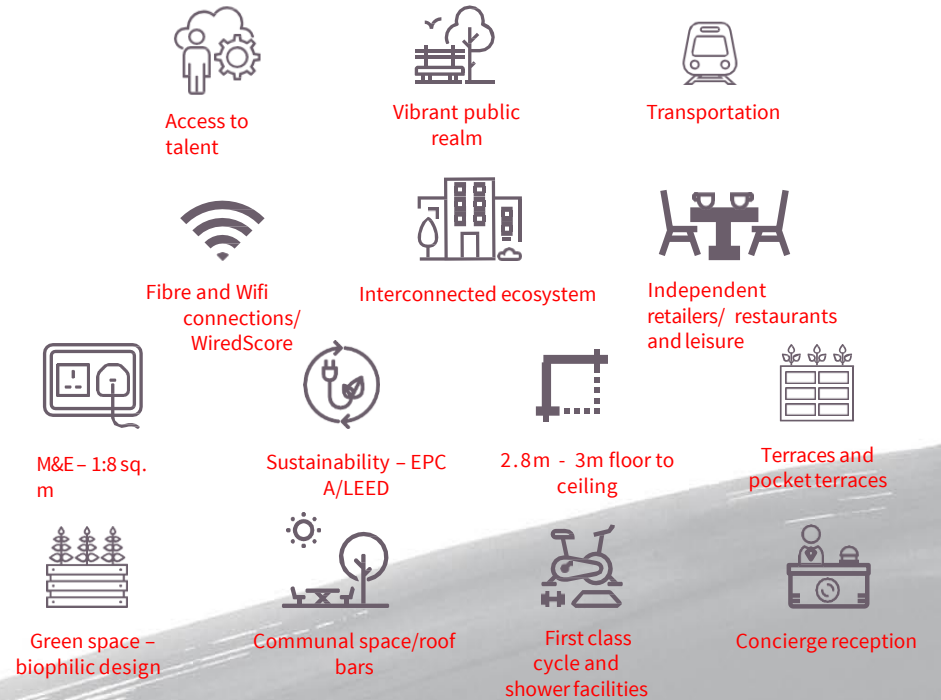 Access to
talent
Vibrant public
realm
Transportation
Fibre and Wifi
connections/
WiredScore
Interconnected ecosystem
Independent
retailers/ restaurants
and leisure
M&E – 1:8 sq.
m
Sustainability – EPC
A/LEED
2.8m - 3m floor to
ceiling
Terraces and
pocket terraces
Green space –
biophilic design
Communal space/roof
bars
First class
cycle and
shower facilities
Concierge reception